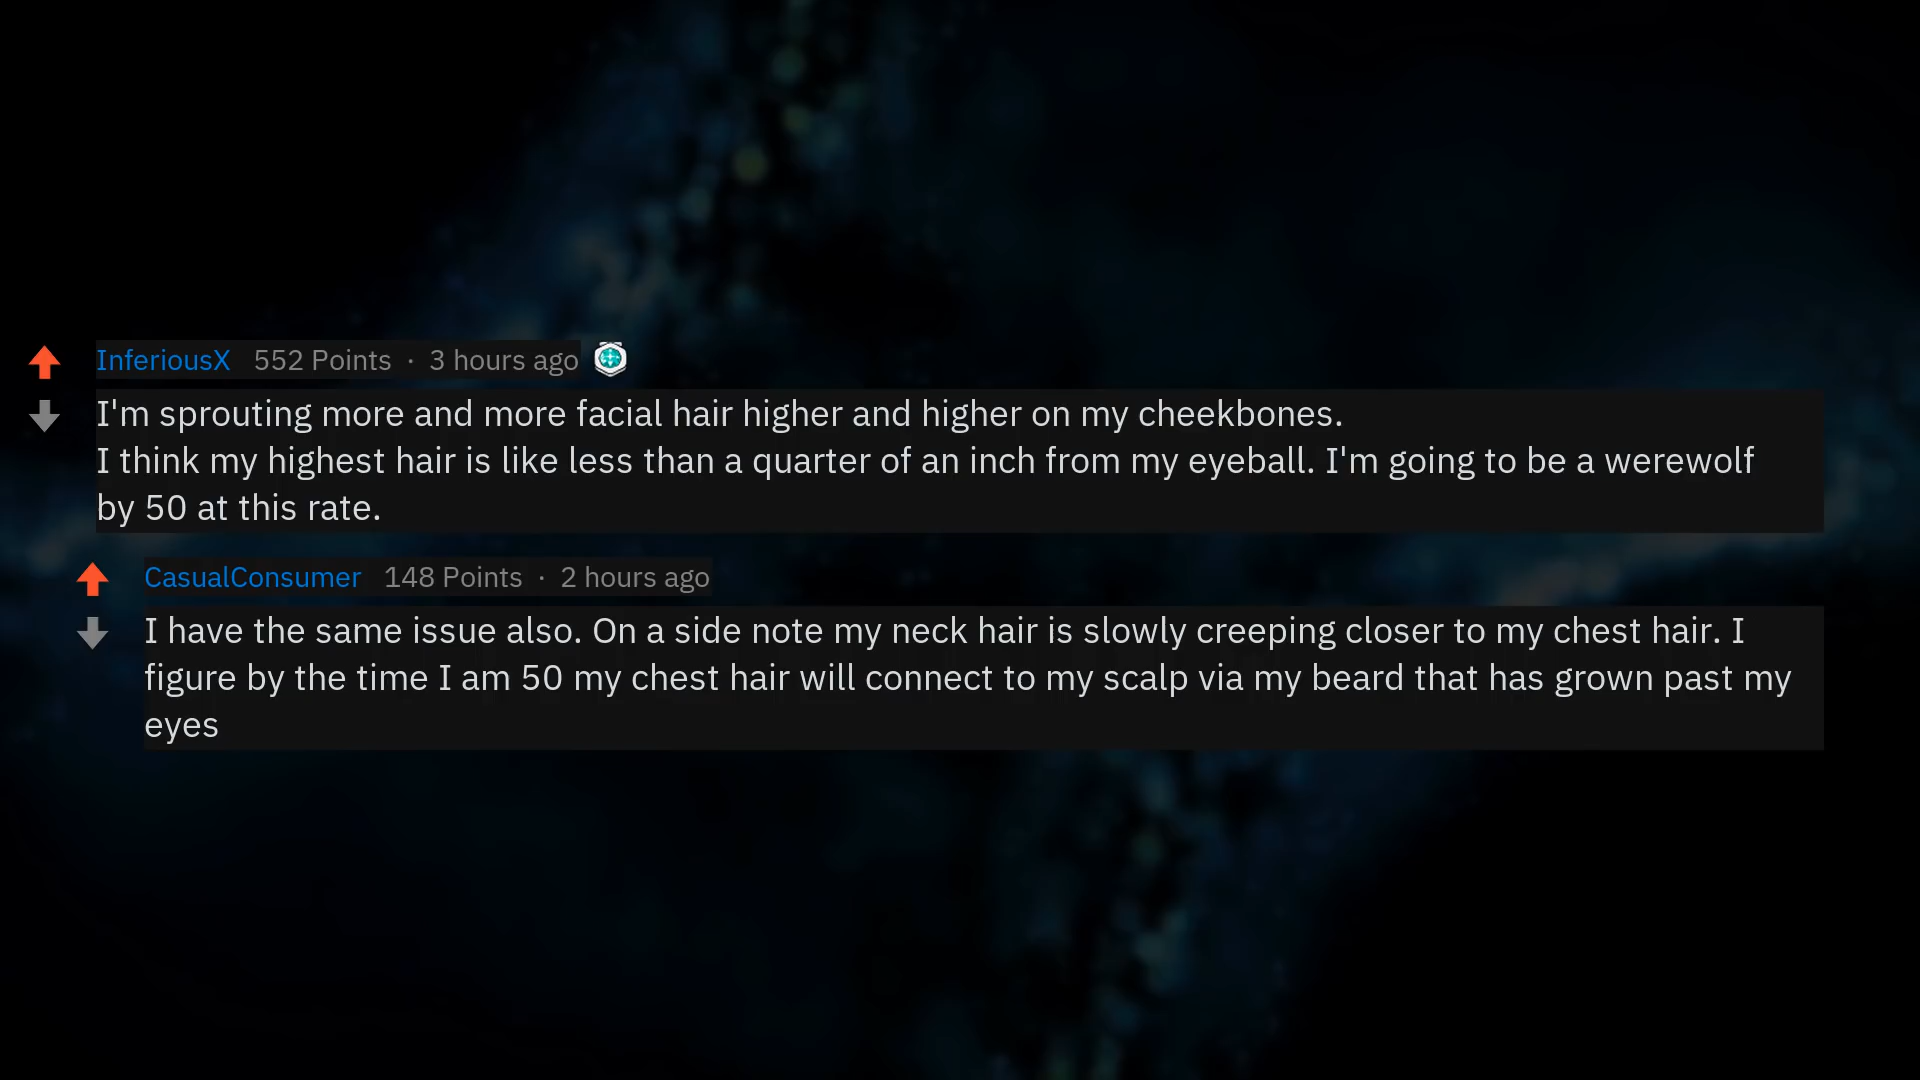 InferiousX 552 Points · 3 hours ago
I'm sprouting more and more facial hair higher and higher on my cheekbones.
I think my highest hair is like less than a quarter of an inch from my eyeball. I'm going to be a werewolf
by 50 at this rate.
CasualConsumer 148 Points · 2 hours ago
I have the same issue also. On a side note my neck hair is slowly creeping closer to my chest hair. I
figure by the time I am 50 my chest hair will connect to my scalp via my beard that has grown past my
eyes